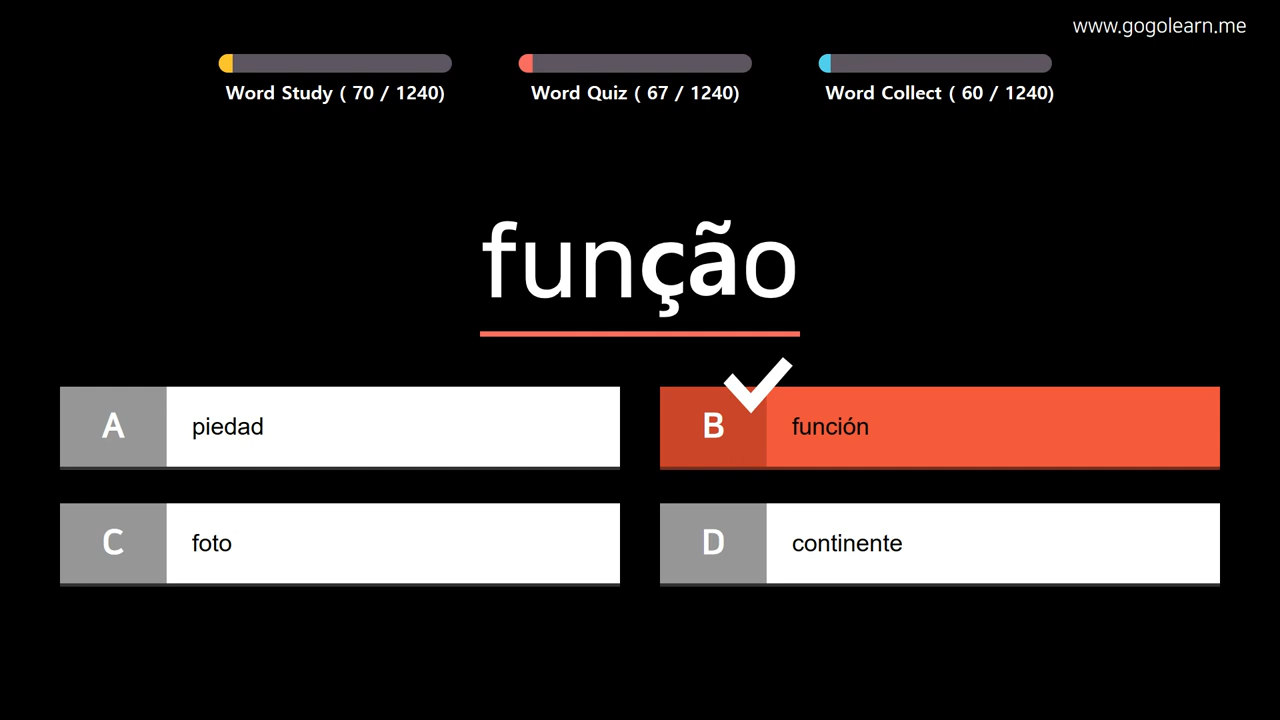 www.gogolearn.me
Word Study ( 70 / 1240)
Word Quiz ( 67 / 1240)
Word Collect ( 60 / 1240)
função
A piedad
B función
C foto
D continente